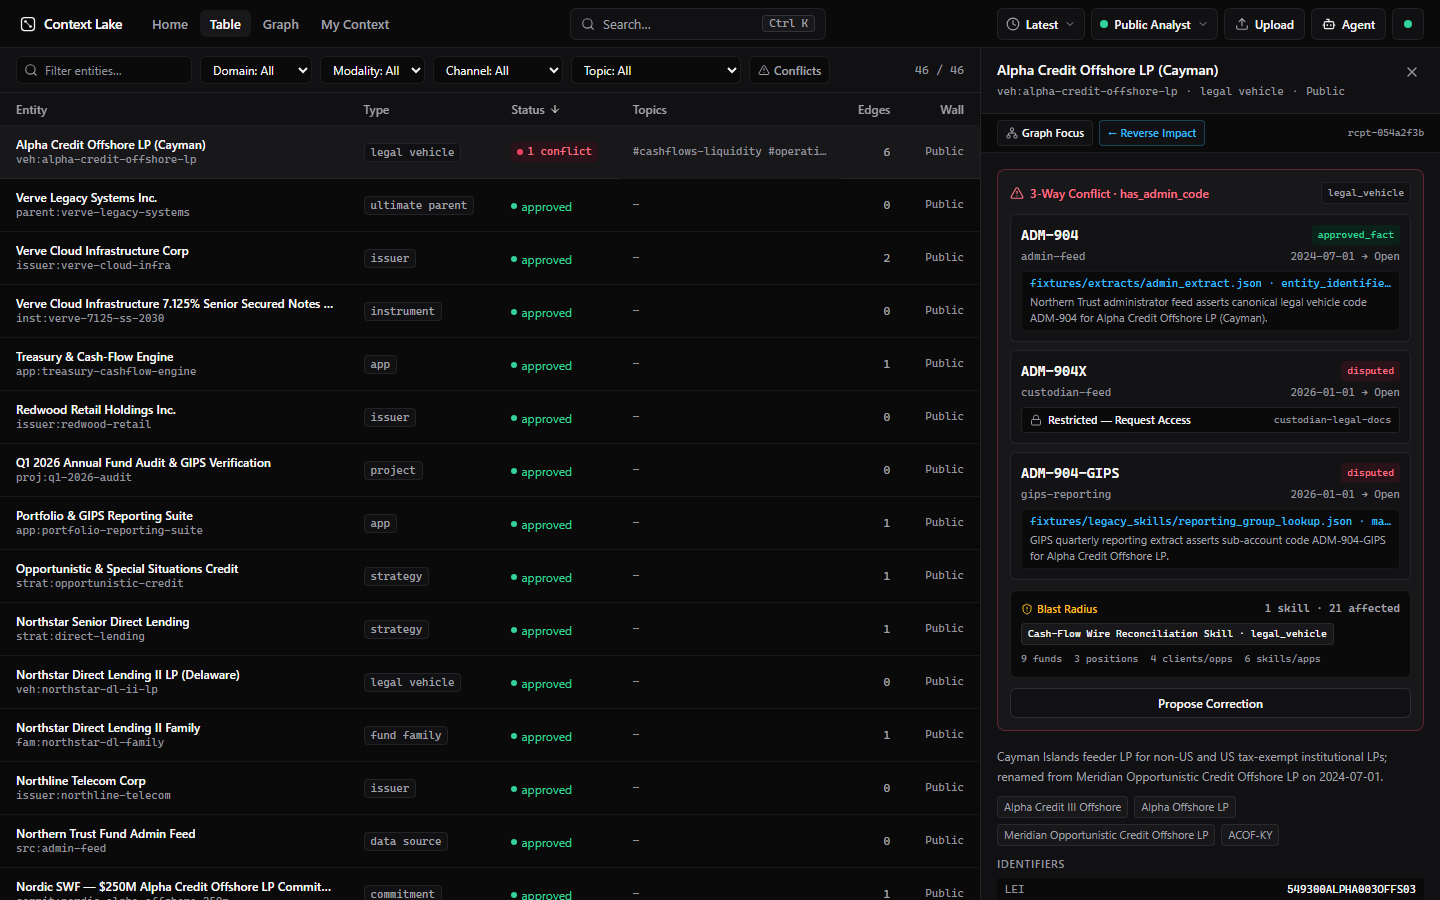 Context Lake
Home
Table
Graph
My Context
Search...
Ctrl K
Latest
Public Analyst
Upload
Agent
Filter entities...
Domain: All
Modality: All
Channel: All
Topic: All
Conflicts
46 / 46
Entity Type Status ↓ Topics Edges Wall
Alpha Credit Offshore LP (Cayman)
veh:alpha-credit-offshore-lp
legal vehicle
1 conflict
#cashflows-liquidity #operati…
6
Public
Verve Legacy Systems Inc.
parent:verve-legacy-systems
ultimate parent
approved
—
0
Public
Verve Cloud Infrastructure Corp
issuer:verve-cloud-infra
issuer
approved
—
2
Public
Verve Cloud Infrastructure 7.125% Senior Secured Notes ...
inst:verve-7125-ss-2030
instrument
approved
—
0
Public
Treasury & Cash-Flow Engine
app:treasury-cashflow-engine
app
approved
—
1
Public
Redwood Retail Holdings Inc.
issuer:redwood-retail
issuer
approved
—
0
Public
Q1 2026 Annual Fund Audit & GIPS Verification
proj:q1-2026-audit
project
approved
—
0
Public
Portfolio & GIPS Reporting Suite
app:portfolio-reporting-suite
app
approved
—
1
Public
Opportunistic & Special Situations Credit
strat:opportunistic-credit
strategy
approved
—
1
Public
Northstar Senior Direct Lending
strat:direct-lending
strategy
approved
—
1
Public
Northstar Direct Lending II LP (Delaware)
veh:northstar-dl-ii-lp
legal vehicle
approved
—
0
Public
Northstar Direct Lending II Family
fam:northstar-dl-family
fund family
approved
—
1
Public
Northline Telecom Corp
issuer:northline-telecom
issuer
approved
—
0
Public
Northern Trust Fund Admin Feed
src:admin-feed
data source
approved
—
0
Public
Nordic SWF — $250M Alpha Credit Offshore LP Commit...
commitment
approved
—
1
Public
Alpha Credit Offshore LP (Cayman)
veh:alpha-credit-offshore-lp · legal vehicle · Public
Graph Focus
← Reverse Impact
rcpt-054a2f3b
3-Way Conflict · has_admin_code
legal_vehicle
ADM-904
approved_fact
admin-feed
2024-07-01 → Open
fixtures/extracts/admin_extract.json · entity_identifie…
Northern Trust administrator feed asserts canonical legal vehicle code
ADM-904 for Alpha Credit Offshore LP (Cayman).
ADM-904X
disputed
custodian-feed
2026-01-01 → Open
Restricted — Request Access
custodian-legal-docs
ADM-904-GIPS
disputed
gips-reporting
2026-01-01 → Open
fixtures/legacy_skills/reporting_group_lookup.json · ma…
GIPS quarterly reporting extract asserts sub-account code ADM-904-GIPS
for Alpha Credit Offshore LP.
Blast Radius
1 skill · 21 affected
Cash-Flow Wire Reconciliation Skill · legal_vehicle
9 funds 3 positions 4 clients/opps 6 skills/apps
Propose Correction
Cayman Islands feeder LP for non-US and US tax-exempt institutional LPs;
renamed from Meridian Opportunistic Credit Offshore LP on 2024-07-01.
Alpha Credit III Offshore
Alpha Offshore LP
Meridian Opportunistic Credit Offshore LP
ACOF-KY
IDENTIFIERS
LEI
549300ALPHA003OFFS03